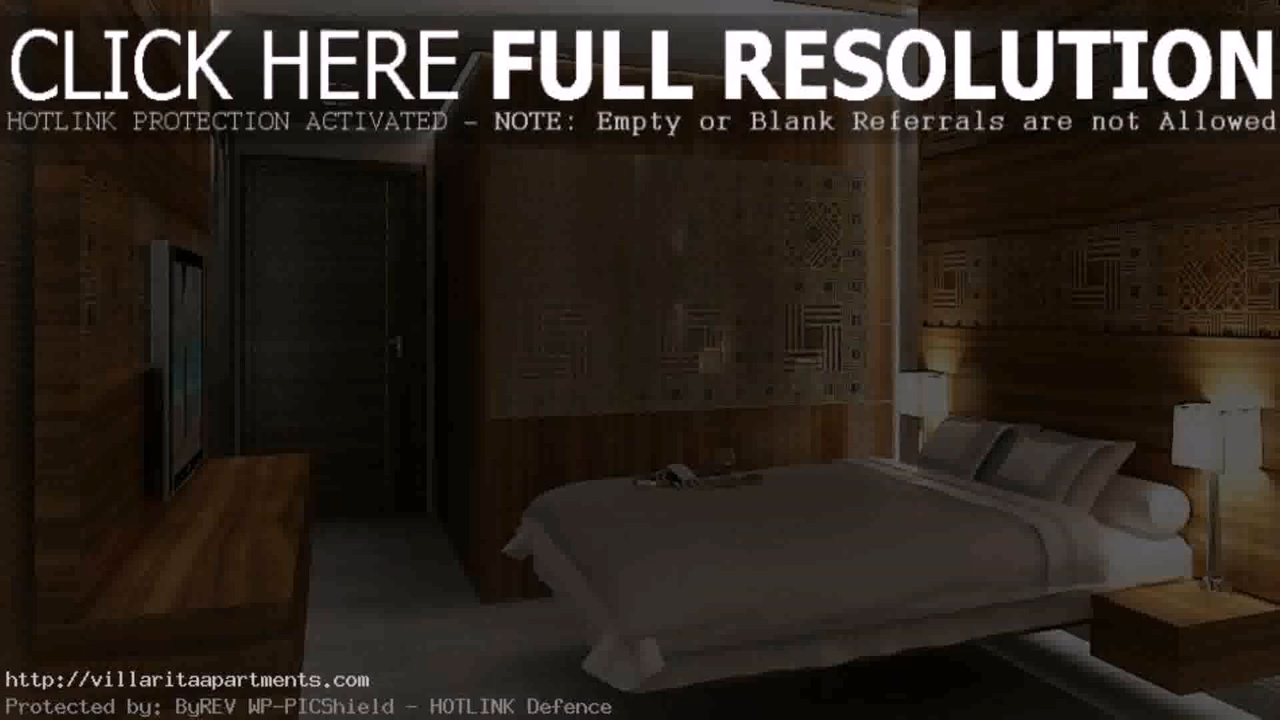 CLICK HERE FULL RESOLUTION
HOTLINK PROTECTION ACTIVATED - NOTE: Empty or Blank Referrals are not Allowed
http://villaritaapartments.com
Protected by: ByREV WP-PICShield - HOTLINK Defence